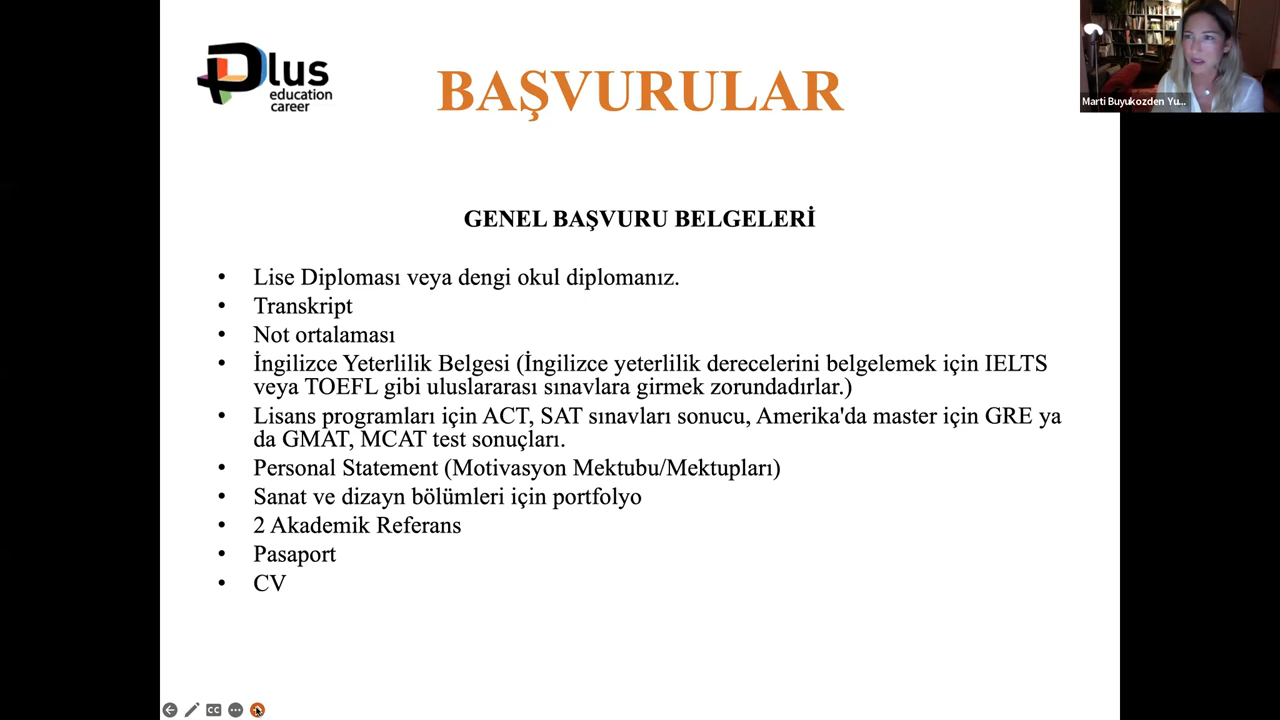 Plus
education
career
BAŞVURULAR
Marti Buyukozden Yu...
GENEL BAŞVURU BELGELERİ
• Lise Diploması veya dengi okul diplomanız.
• Transkript
• Not ortalaması
• İngilizce Yeterlilik Belgesi (İngilizce yeterlilik derecelerini belgelemek için IELTS
veya TOEFL gibi uluslararası sınavlara girmek zorundadırlar.)
• Lisans programları için ACT, SAT sınavları sonucu, Amerika'da master için GRE ya
da GMAT, MCAT test sonuçları.
• Personal Statement (Motivasyon Mektubu/Mektupları)
• Sanat ve dizayn bölümleri için portfolyo
• 2 Akademik Referans
• Pasaport
• CV
CC